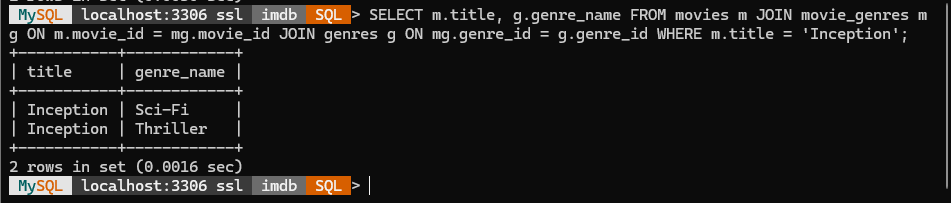 MySQL localhost:3306 ssl imdb SQL > SELECT m.title, g.genre_name FROM movies m JOIN movie_genres m
g ON m.movie_id = mg.movie_id JOIN genres g ON mg.genre_id = g.genre_id WHERE m.title = 'Inception';
+-----------+------------+
| title     | genre_name |
+-----------+------------+
| Inception | Sci-Fi     |
| Inception | Thriller   |
+-----------+------------+
2 rows in set (0.0016 sec)
MySQL localhost:3306 ssl imdb SQL >